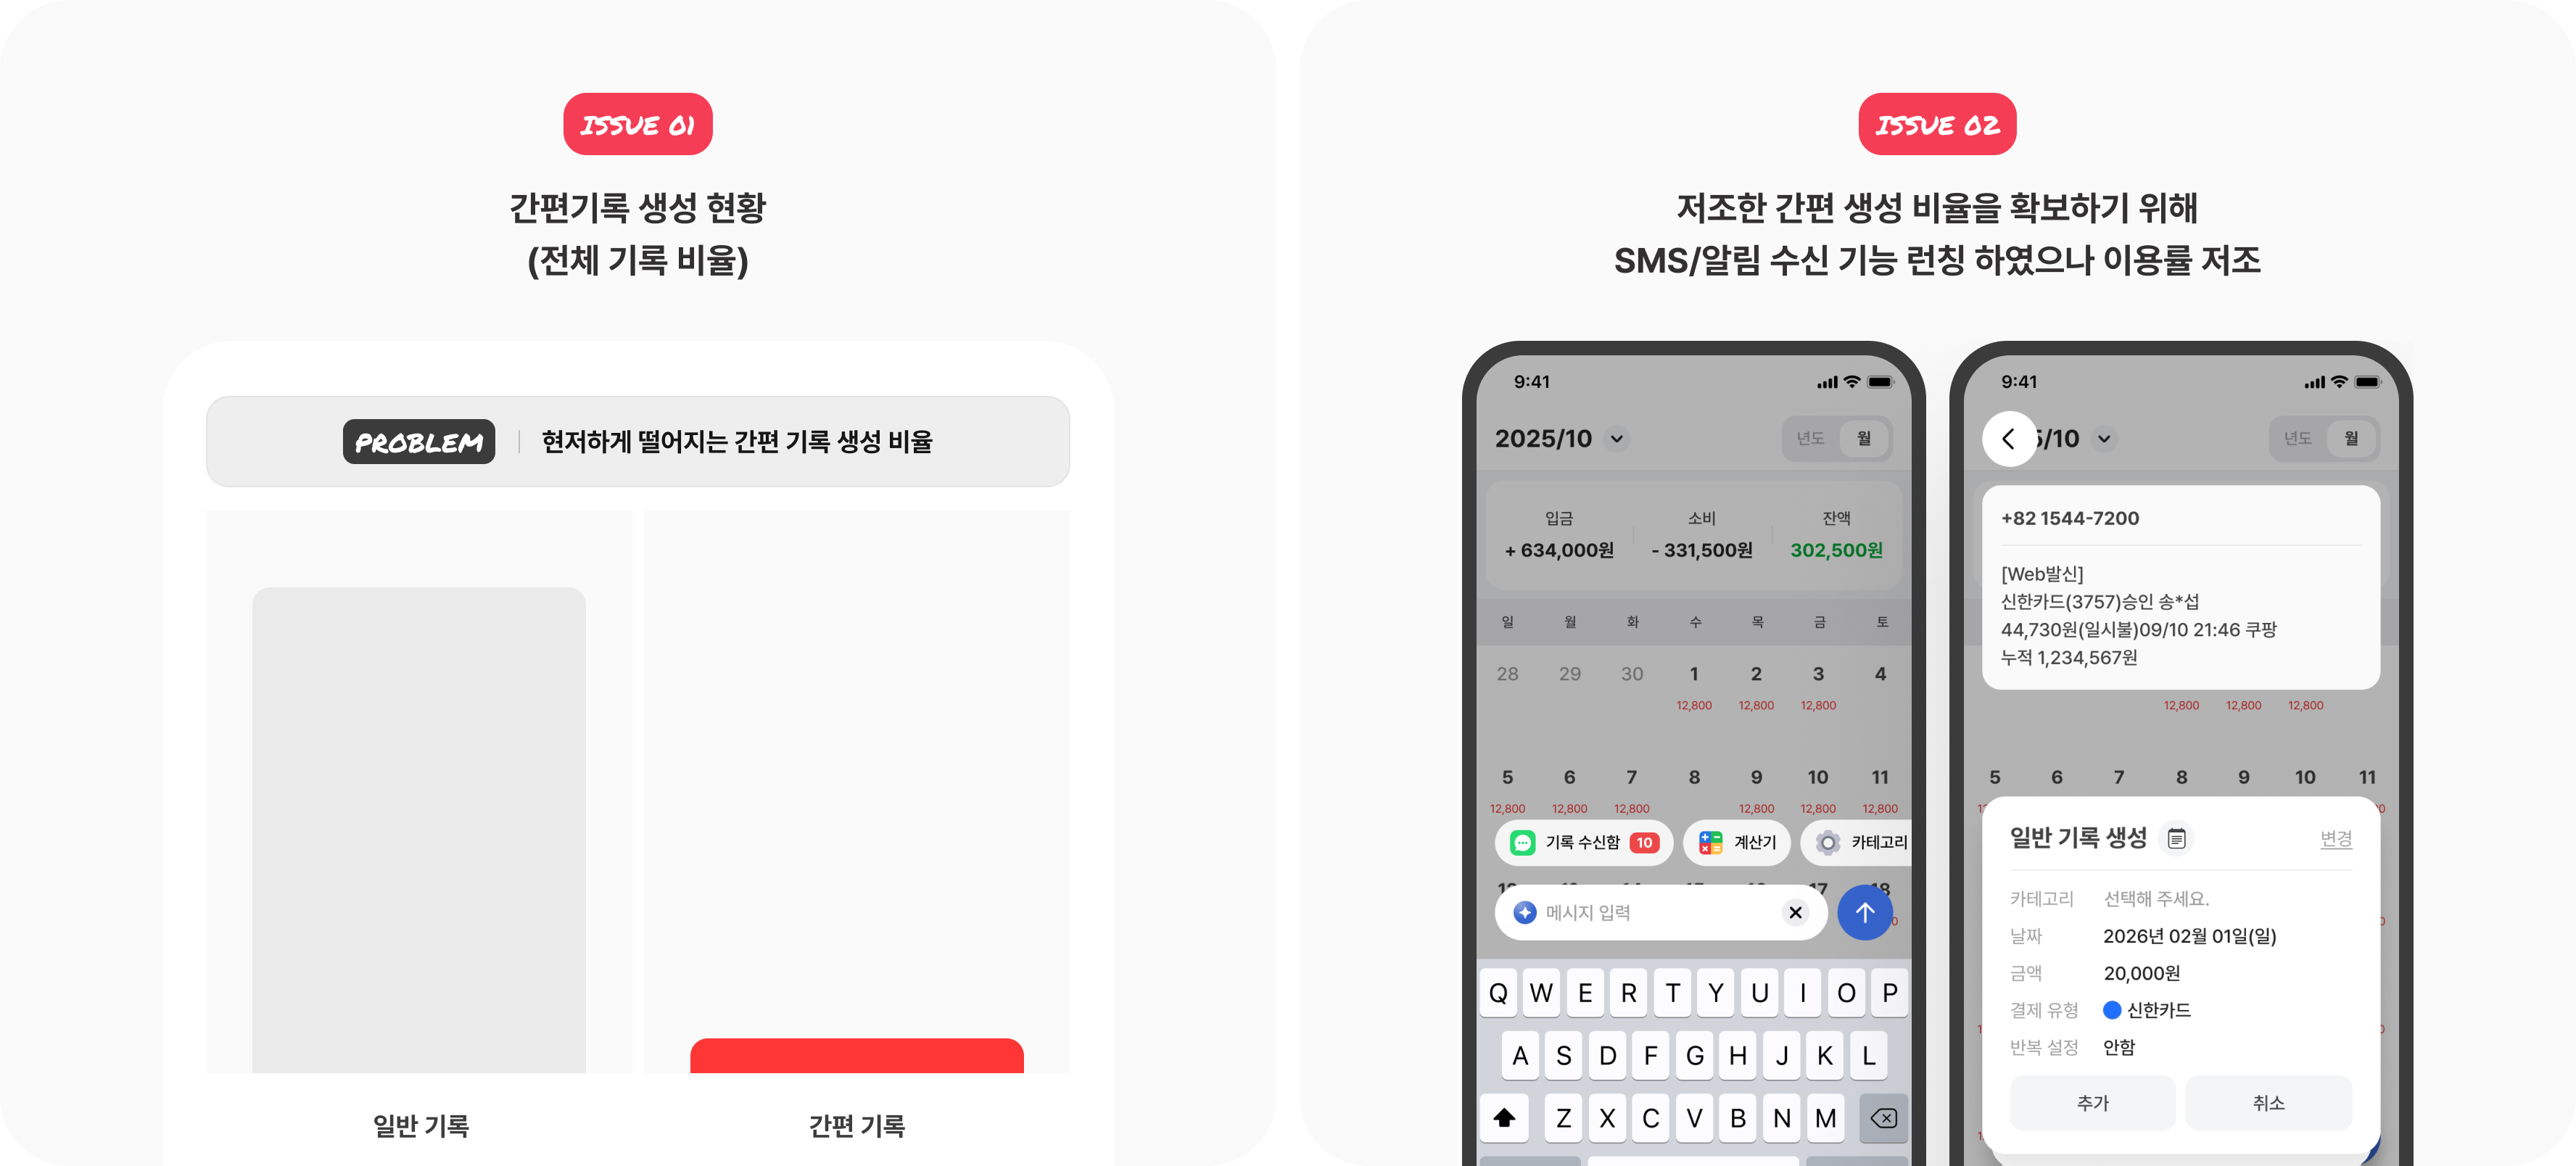 ISSUE 01
간편기록 생성 현황
(전체 기록 비율)
PROBLEM
현저하게 떨어지는 간편 기록 생성 비율
일반 기록
간편 기록
ISSUE 02
저조한 간편 생성 비율을 확보하기 위해
SMS/알림 수신 기능 런칭 하였으나 이용률 저조
9:41
2025/10
년도 월
입금 소비 잔액
+ 634,000원 - 331,500원 302,500원
일 월 화 수 목 금 토
28 29 30 1 2 3 4
12,800 12,800 12,800
5 6 7 8 9 10 11
12,800 12,800 12,800 12,800 12,800 12,800
기록 수신함 10 계산기 카테고리
17 18
메시지 입력
Q W E R T Y U I O P
A S D F G H J K L
Z X C V B N M
9:41
5/10
년도 월
+82 1544-7200
[Web발신]
신한카드(3757)승인 송*섭
44,730원(일시불)09/10 21:46 쿠팡
누적 1,234,567원
12,800 12,800 12,800
5 6 7 8 9 10 11
일반 기록 생성 변경
카테고리 선택해 주세요.
날짜 2026년 02월 01일(일)
금액 20,000원
결제 유형 신한카드
반복 설정 안함
추가 취소